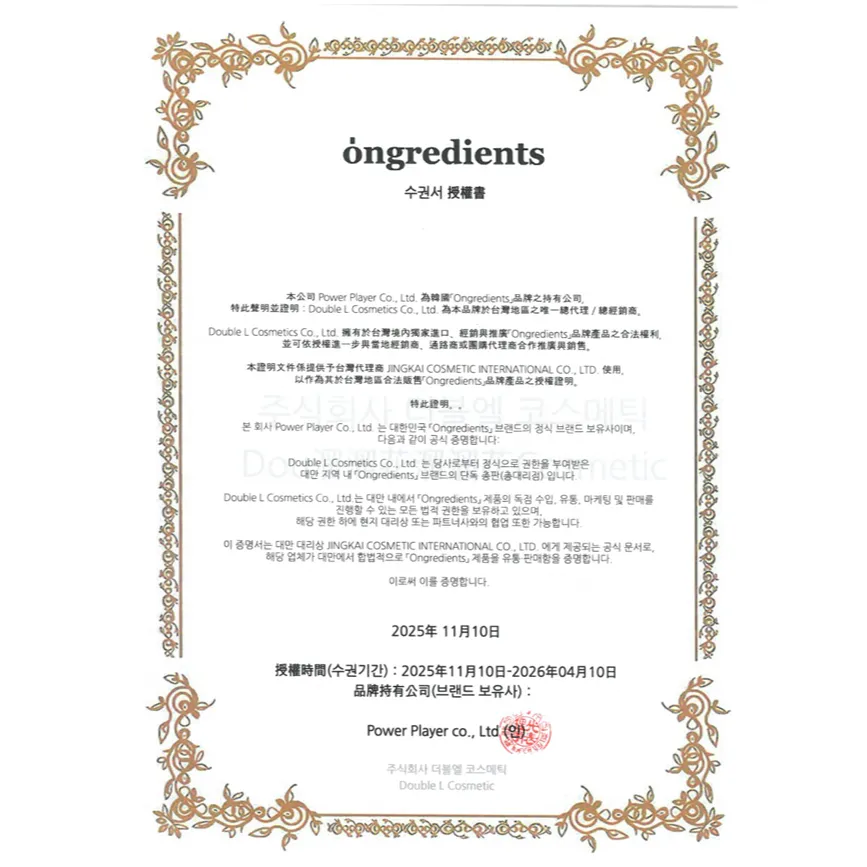 ongredients
수권서 授權書
本公司 Power Player Co., Ltd. 為韓國「Ongredients」品牌之持有公司,
特此聲明並證明:Double L Cosmetics Co., Ltd. 為本品牌於台灣地區之唯一總代理 / 總經銷商。
Double L Cosmetics Co., Ltd. 擁有於台灣境內獨家進口、經銷與推廣「Ongredients」品牌產品之合法權利,
並可依授權進一步與當地經銷商、通路商或團購代理商合作推廣與銷售。
本證明文件係提供予台灣代理商 JINGKAI COSMETIC INTERNATIONAL CO., LTD. 使用,
以作為其於台灣地區合法販售「Ongredients」品牌產品之授權證明。
特此證明。。
주식회사 더블엘 코스메틱
본 회사 Power Player Co., Ltd. 는 대한민국 「Ongredients」 브랜드의 정식 브랜드 보유사이며,
다음과 같이 공식 증명합니다:
Double L Cosmetics Co., Ltd. 는 당사로부터 정식으로 권한을 부여받은
대만 지역 내 「Ongredients」 브랜드의 단독 총판(총대리점) 입니다.
Double L Cosmetics Co., Ltd.는 대만 내에서 「Ongredients」 제품의 독점 수입, 유통, 마케팅 및 판매를
진행할 수 있는 모든 법적 권한을 보유하고 있으며,
해당 권한 하에 현지 대리상 또는 파트너사와의 협업 또한 가능합니다.
이 증명서는 대만 대리상 JINGKAI COSMETIC INTERNATIONAL CO., LTD. 에게 제공되는 공식 문서로,
해당 업체가 대만에서 합법적으로 「Ongredients」 제품을 유통·판매함을 증명합니다.
이로써 이를 증명합니다.
2025年 11月10日
授權時間(수권기간) : 2025年11月10日-2026年04月10日
品牌持有公司(브랜드 보유사) :
Power Player co., Ltd (인)
주식회사 더블엘 코스메틱
Double L Cosmetic